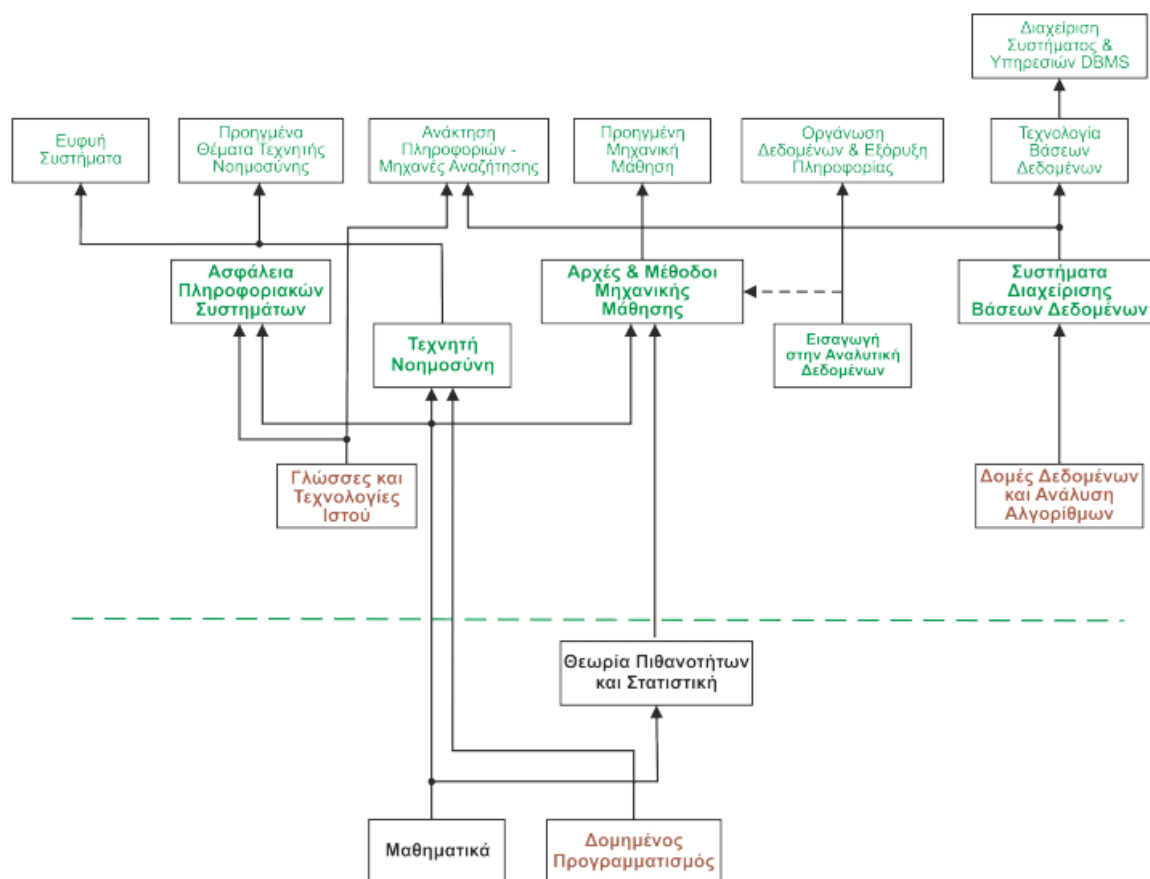 Διαχείριση
Συστήματος &
Υπηρεσιών DBMS
Ευφυή
Συστήματα
Προηγμένα
Θέματα Τεχνητής
Νοημοσύνης
Ανάκτηση
Πληροφοριών -
Μηχανές Αναζήτησης
Προηγμένη
Μηχανική
Μάθηση
Οργάνωση
Δεδομένων & Εξόρυξη
Πληροφορίας
Τεχνολογία
Βάσεων
Δεδομένων
Ασφάλεια
Πληροφοριακών
Συστημάτων
Αρχές & Μέθοδοι
Μηχανικής
Μάθησης
Συστήματα
Διαχείρισης
Βάσεων Δεδομένων
Τεχνητή
Νοημοσύνη
Εισαγωγή
στην Αναλυτική
Δεδομένων
Γλώσσες και
Τεχνολογίες
Ιστού
Δομές Δεδομένων
και Ανάλυση
Αλγορίθμων
Θεωρία Πιθανοτήτων
και Στατιστική
Μαθηματικά
Δομημένος
Προγραμματισμός